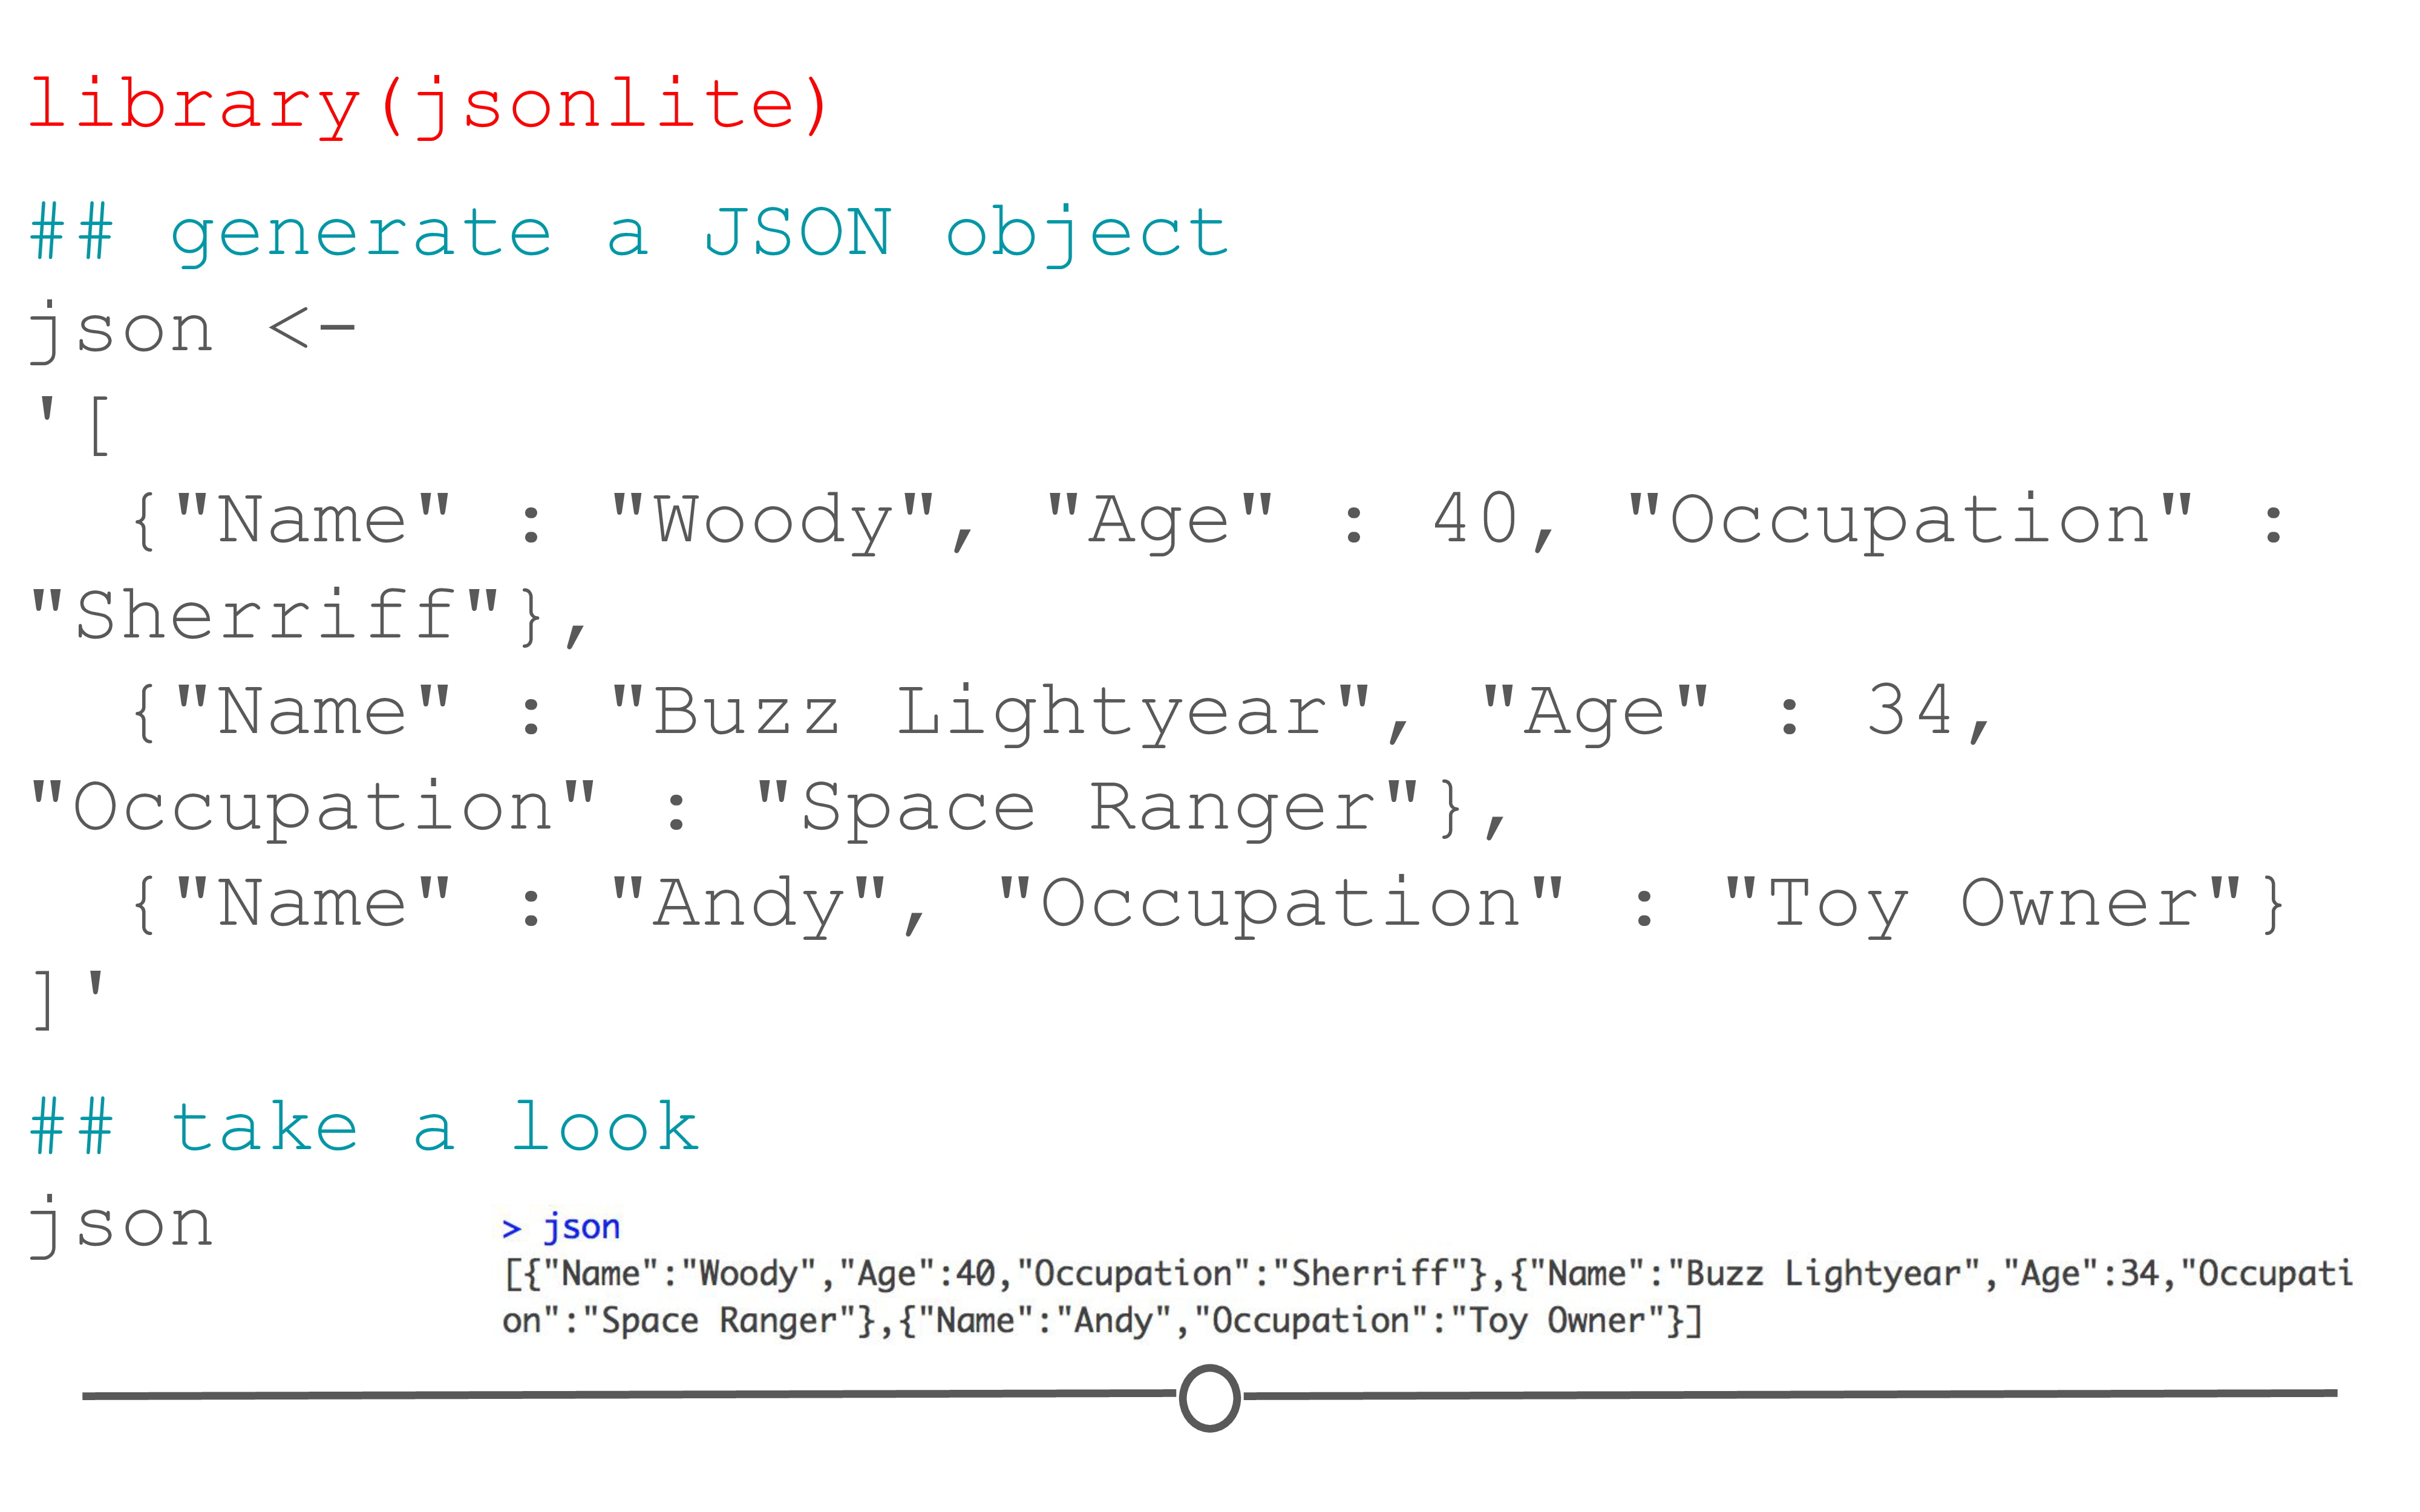 library(jsonlite)
## generate a JSON object
json <-
'[
  {"Name" : "Woody", "Age" : 40, "Occupation" :
"Sherriff"},
  {"Name" : "Buzz Lightyear", "Age" : 34,
"Occupation" : "Space Ranger"},
  {"Name" : "Andy", "Occupation" : "Toy Owner"}
]'
## take a look
json
> json
[{"Name":"Woody","Age":40,"Occupation":"Sherriff"},{"Name":"Buzz Lightyear","Age":34,"Occupati
on":"Space Ranger"},{"Name":"Andy","Occupation":"Toy Owner"}]